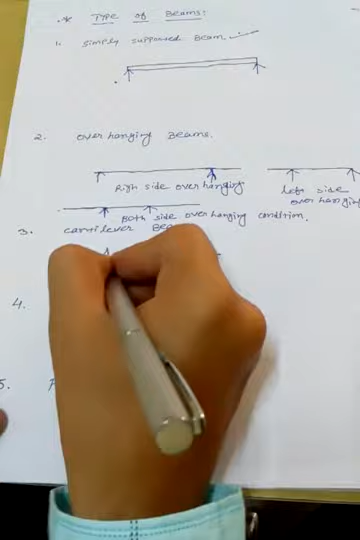 * Type of Beams:
1. simply supported Beam.
2. over hanging Beams.
Righ side over hanging
Left side
over hanging
Both side over hanging condition.
3. cantilever
4.
5.